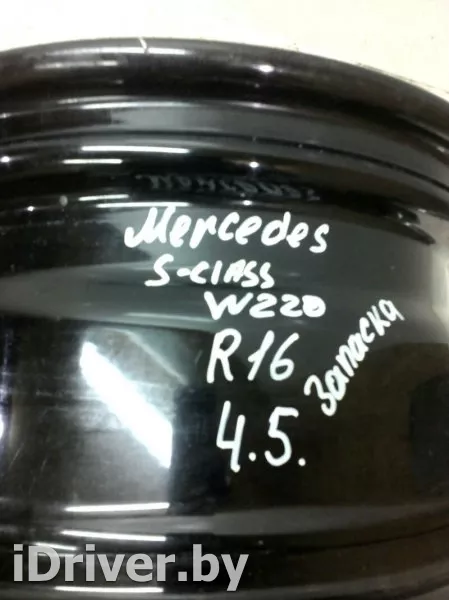 Mercedes
S-Class
W220
R16
4.5.
Запаска
iDriver.by